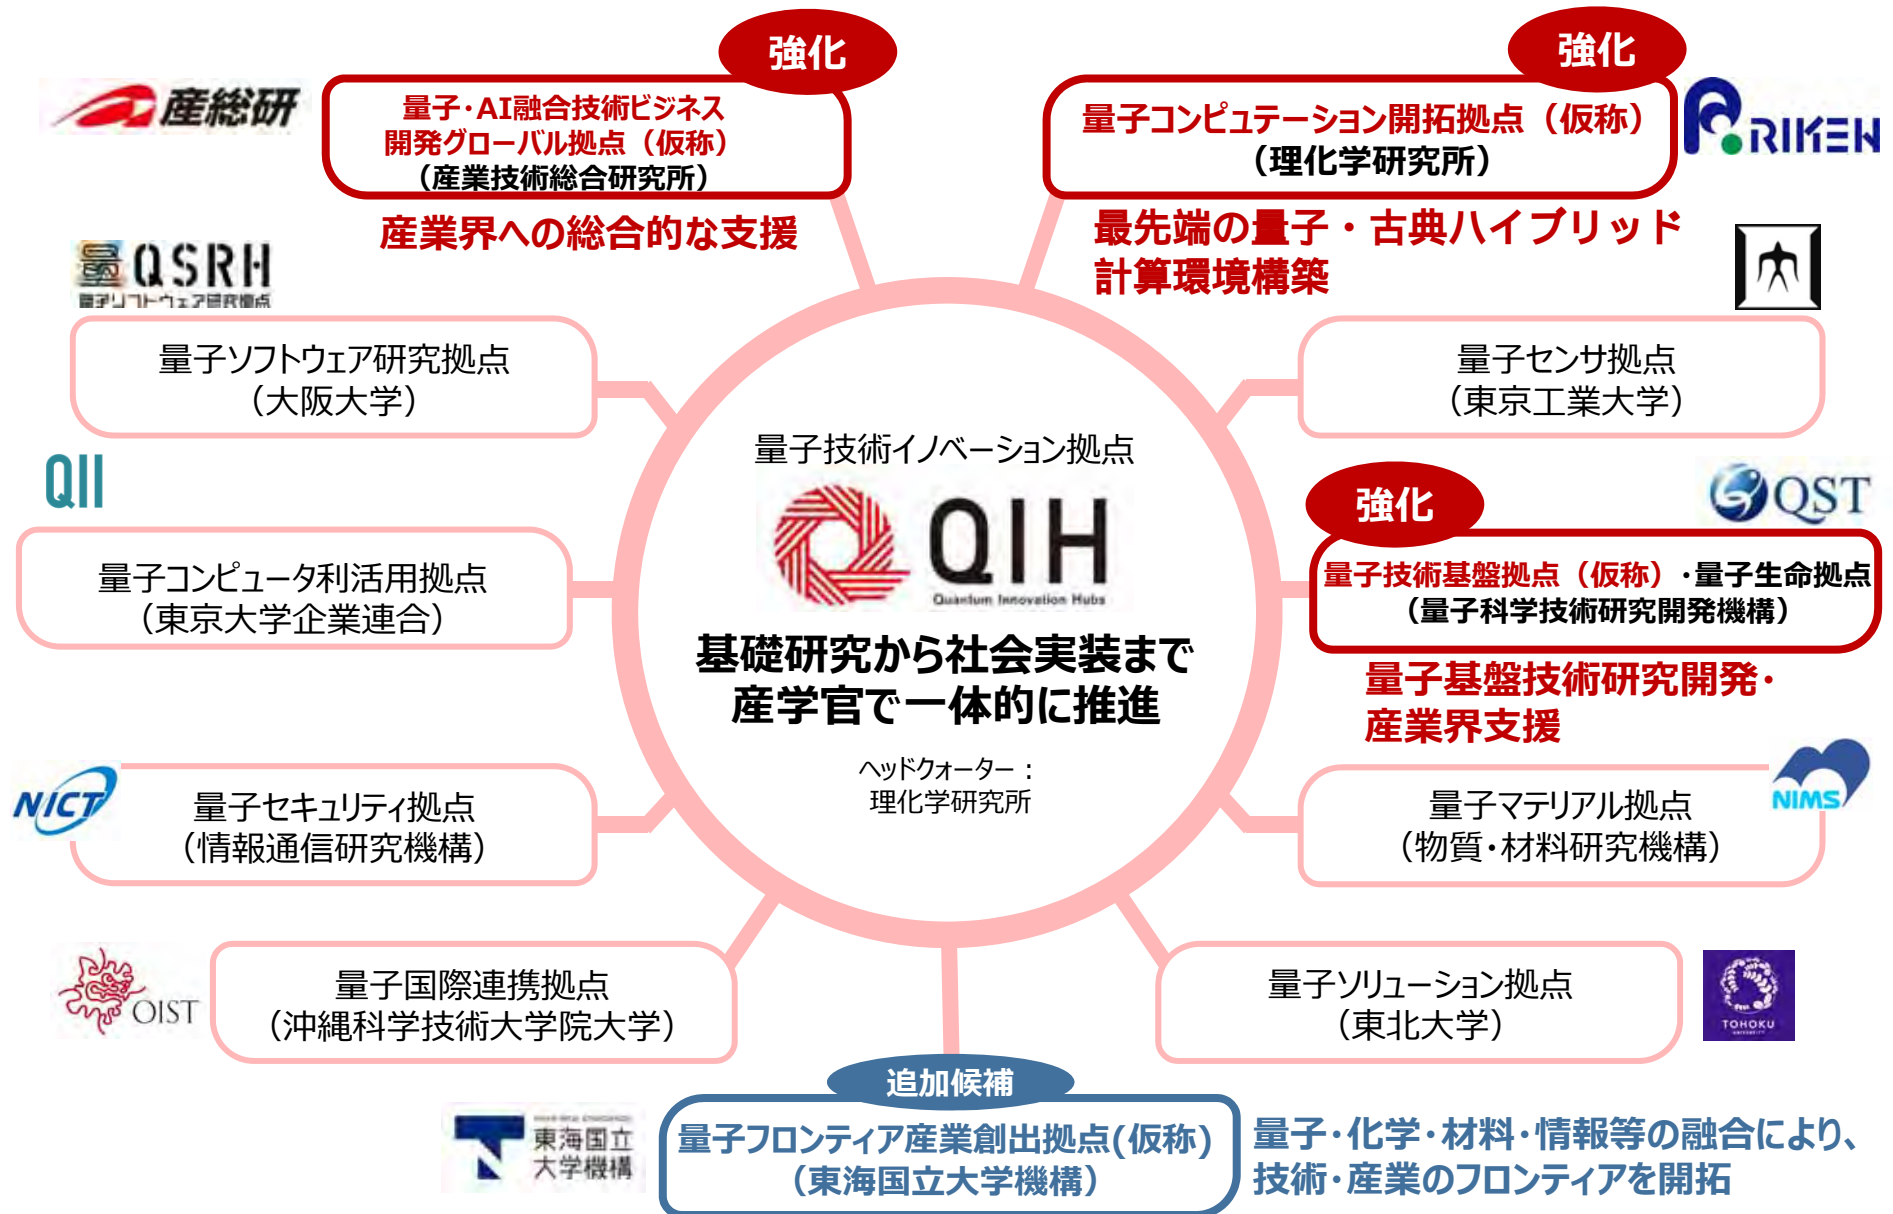 強化
産総研
量子・AI融合技術ビジネス
開発グローバル拠点（仮称）
（産業技術総合研究所）
産業界への総合的な支援
強化
量子コンピュテーション開拓拠点（仮称）
（理化学研究所）
RIKEN
最先端の量子・古典ハイブリッド
計算環境構築
量QSRH
量子ソフトウェア研究拠点
量子ソフトウェア研究拠点
（大阪大学）
量子センサ拠点
（東京工業大学）
QII
量子コンピュータ利活用拠点
（東京大学企業連合）
量子技術イノベーション拠点
QIH
Quantum Innovation Hubs
基礎研究から社会実装まで
産学官で一体的に推進
ヘッドクォーター：
理化学研究所
強化
QST
量子技術基盤拠点（仮称）・量子生命拠点
（量子科学技術研究開発機構）
量子基盤技術研究開発・
産業界支援
NICT
量子セキュリティ拠点
（情報通信研究機構）
NIMS
量子マテリアル拠点
（物質・材料研究機構）
OIST
量子国際連携拠点
（沖縄科学技術大学院大学）
量子ソリューション拠点
（東北大学）
TOHOKU
UNIVERSITY
追加候補
東海国立
大学機構
量子フロンティア産業創出拠点(仮称)
（東海国立大学機構）
量子・化学・材料・情報等の融合により、
技術・産業のフロンティアを開拓